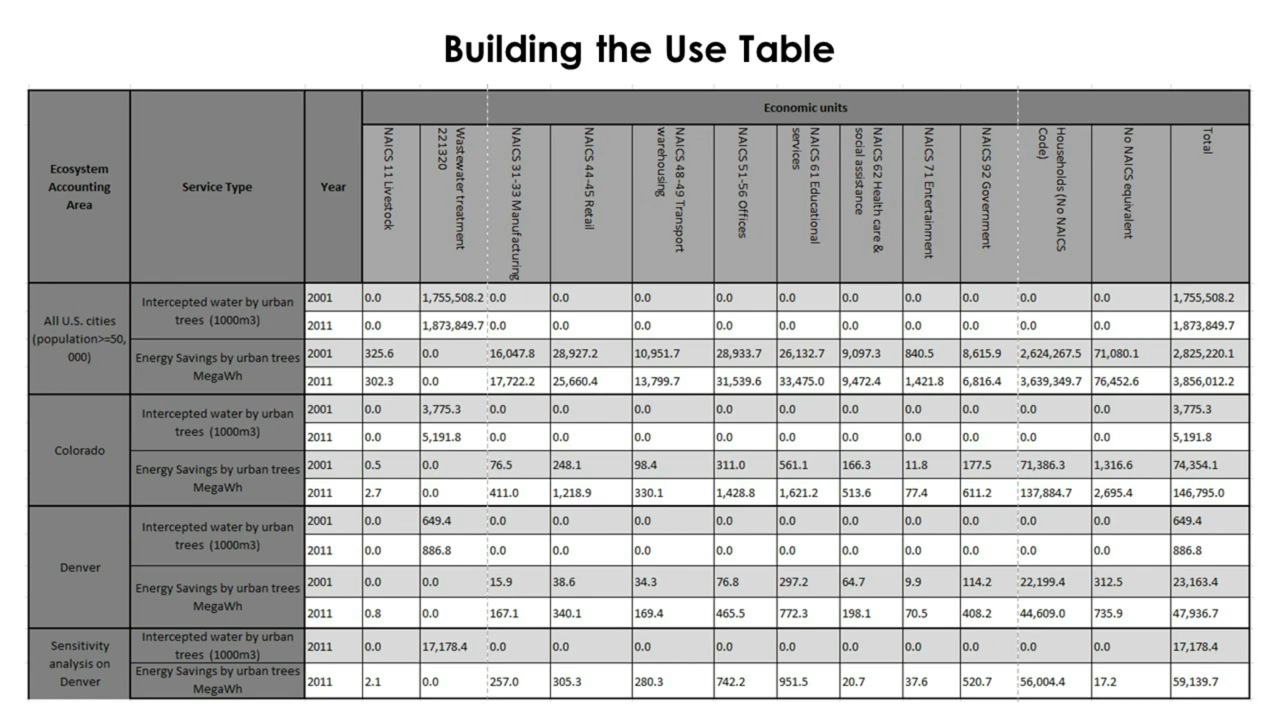 Building the Use Table
Ecosystem Accounting Area
Service Type
Year
Economic units
NAICS 11 Livestock
Wastewater treatment 221320
NAICS 31-33 Manufacturing
NAICS 44-45 Retail
NAICS 48-49 Transport warehousing
NAICS 51-56 Offices
NAICS 61 Educational services
NAICS 62 Health care & social assistance
NAICS 71 Entertainment
NAICS 92 Government
Households (No NAICS Code)
No NAICS equivalent
Total
All U.S. cities (population>=50,000)
Intercepted water by urban trees (1000m3)
2001 0.0 1,755,508.2 0.0 0.0 0.0 0.0 0.0 0.0 0.0 0.0 0.0 0.0 1,755,508.2
2011 0.0 1,873,849.7 0.0 0.0 0.0 0.0 0.0 0.0 0.0 0.0 0.0 0.0 1,873,849.7
Energy Savings by urban trees MegaWh
2001 325.6 0.0 16,047.8 28,927.2 10,951.7 28,933.7 26,132.7 9,097.3 840.5 8,615.9 2,624,267.5 71,080.1 2,825,220.1
2011 302.3 0.0 17,722.2 25,660.4 13,799.7 31,539.6 33,475.0 9,472.4 1,421.8 6,816.4 3,639,349.7 76,452.6 3,856,012.2
Colorado
Intercepted water by urban trees (1000m3)
2001 0.0 3,775.3 0.0 0.0 0.0 0.0 0.0 0.0 0.0 0.0 0.0 0.0 3,775.3
2011 0.0 5,191.8 0.0 0.0 0.0 0.0 0.0 0.0 0.0 0.0 0.0 0.0 5,191.8
Energy Savings by urban trees MegaWh
2001 0.5 0.0 76.5 248.1 98.4 311.0 561.1 166.3 11.8 177.5 71,386.3 1,316.6 74,354.1
2011 2.7 0.0 411.0 1,218.9 330.1 1,428.8 1,621.2 513.6 77.4 611.2 137,884.7 2,695.4 146,795.0
Denver
Intercepted water by urban trees (1000m3)
2001 0.0 649.4 0.0 0.0 0.0 0.0 0.0 0.0 0.0 0.0 0.0 0.0 649.4
2011 0.0 886.8 0.0 0.0 0.0 0.0 0.0 0.0 0.0 0.0 0.0 0.0 886.8
Energy Savings by urban trees MegaWh
2001 0.0 0.0 15.9 38.6 34.3 76.8 297.2 64.7 9.9 114.2 22,199.4 312.5 23,163.4
2011 0.8 0.0 167.1 340.1 169.4 465.5 772.3 198.1 70.5 408.2 44,609.0 735.9 47,936.7
Sensitivity analysis on Denver
Intercepted water by urban trees (1000m3)
2011 0.0 17,178.4 0.0 0.0 0.0 0.0 0.0 0.0 0.0 0.0 0.0 0.0 17,178.4
Energy Savings by urban trees MegaWh
2011 2.1 0.0 257.0 305.3 280.3 742.2 951.5 20.7 37.6 520.7 56,004.4 17.2 59,139.7